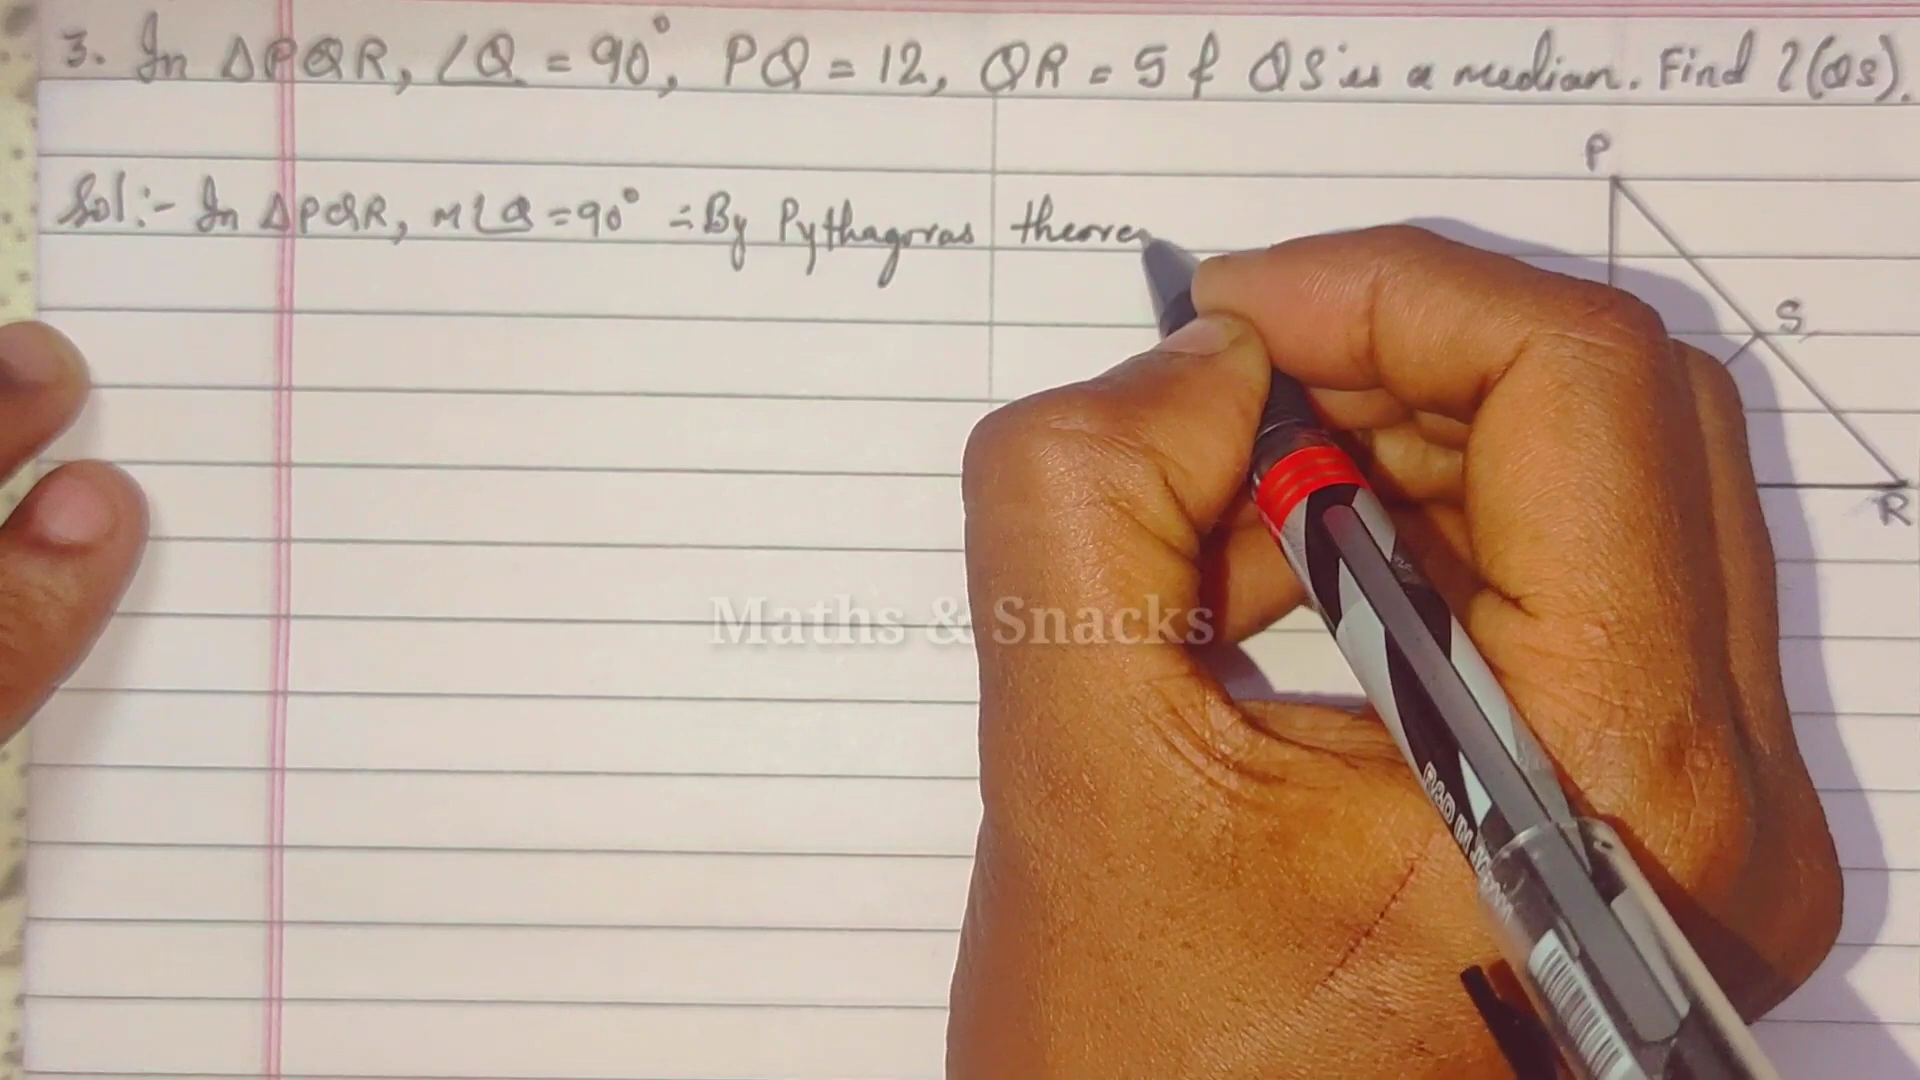 3. In ΔPQR, ∠Q = 90°, PQ = 12, QR = 5 & QS is a median. Find l(QS).
P
Sol:- In ΔPQR, m∠Q = 90° ∴ By Pythagoras theorem
S
R
Maths & Snacks